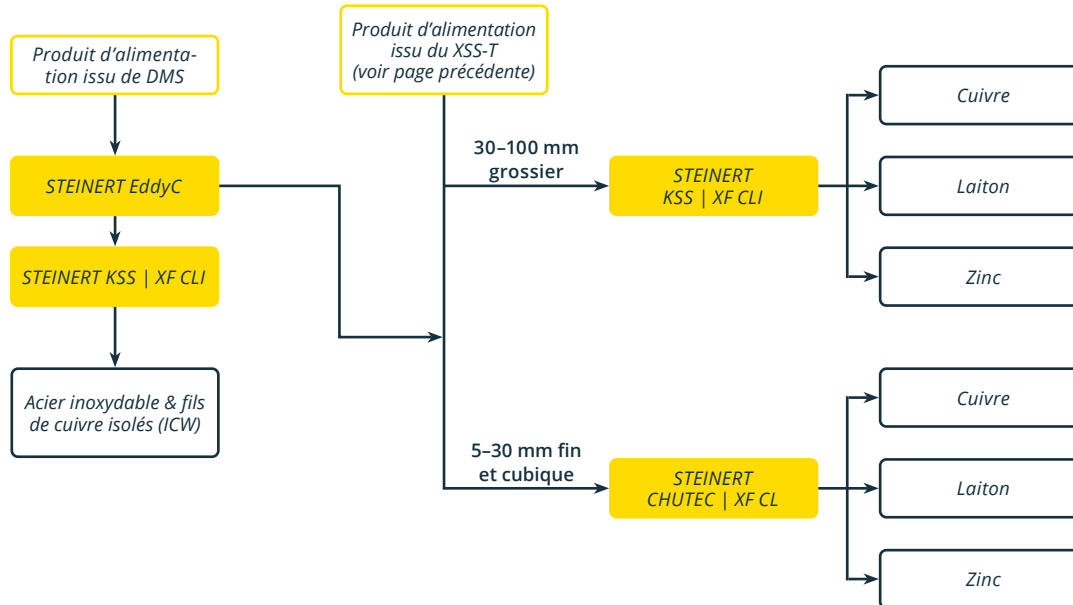 Produit d’alimenta-
tion issu de DMS
STEINERT EddyC
STEINERT KSS | XF CLI
Acier inoxydable & fils
de cuivre isolés (ICW)
Produit d’alimentation
issu du XSS-T
(voir page précédente)
30–100 mm
grossier
STEINERT
KSS | XF CLI
Cuivre
Laiton
Zinc
5–30 mm fin
et cubique
STEINERT
CHUTEC | XF CL
Cuivre
Laiton
Zinc